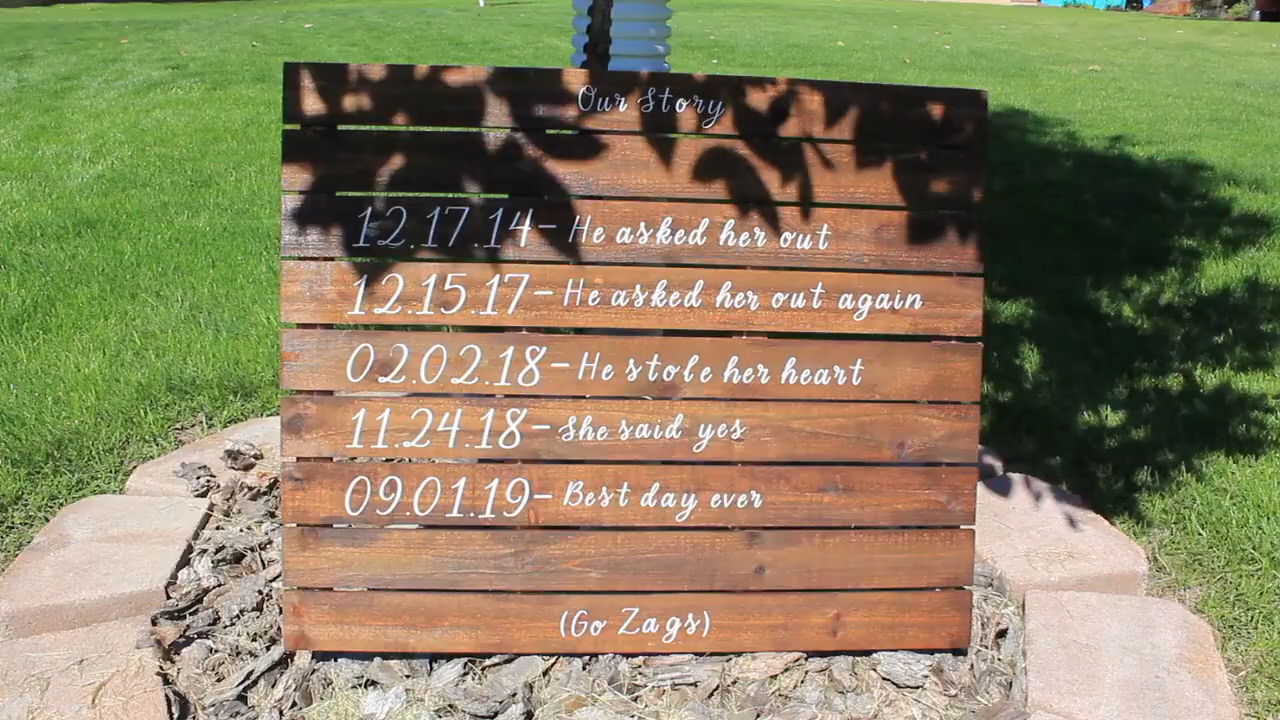 Our Story
12.17.14- He asked her out
12.15.17- He asked her out again
02.02.18- He stole her heart
11.24.18- She said yes
09.01.19- Best day ever
(Go Zags)